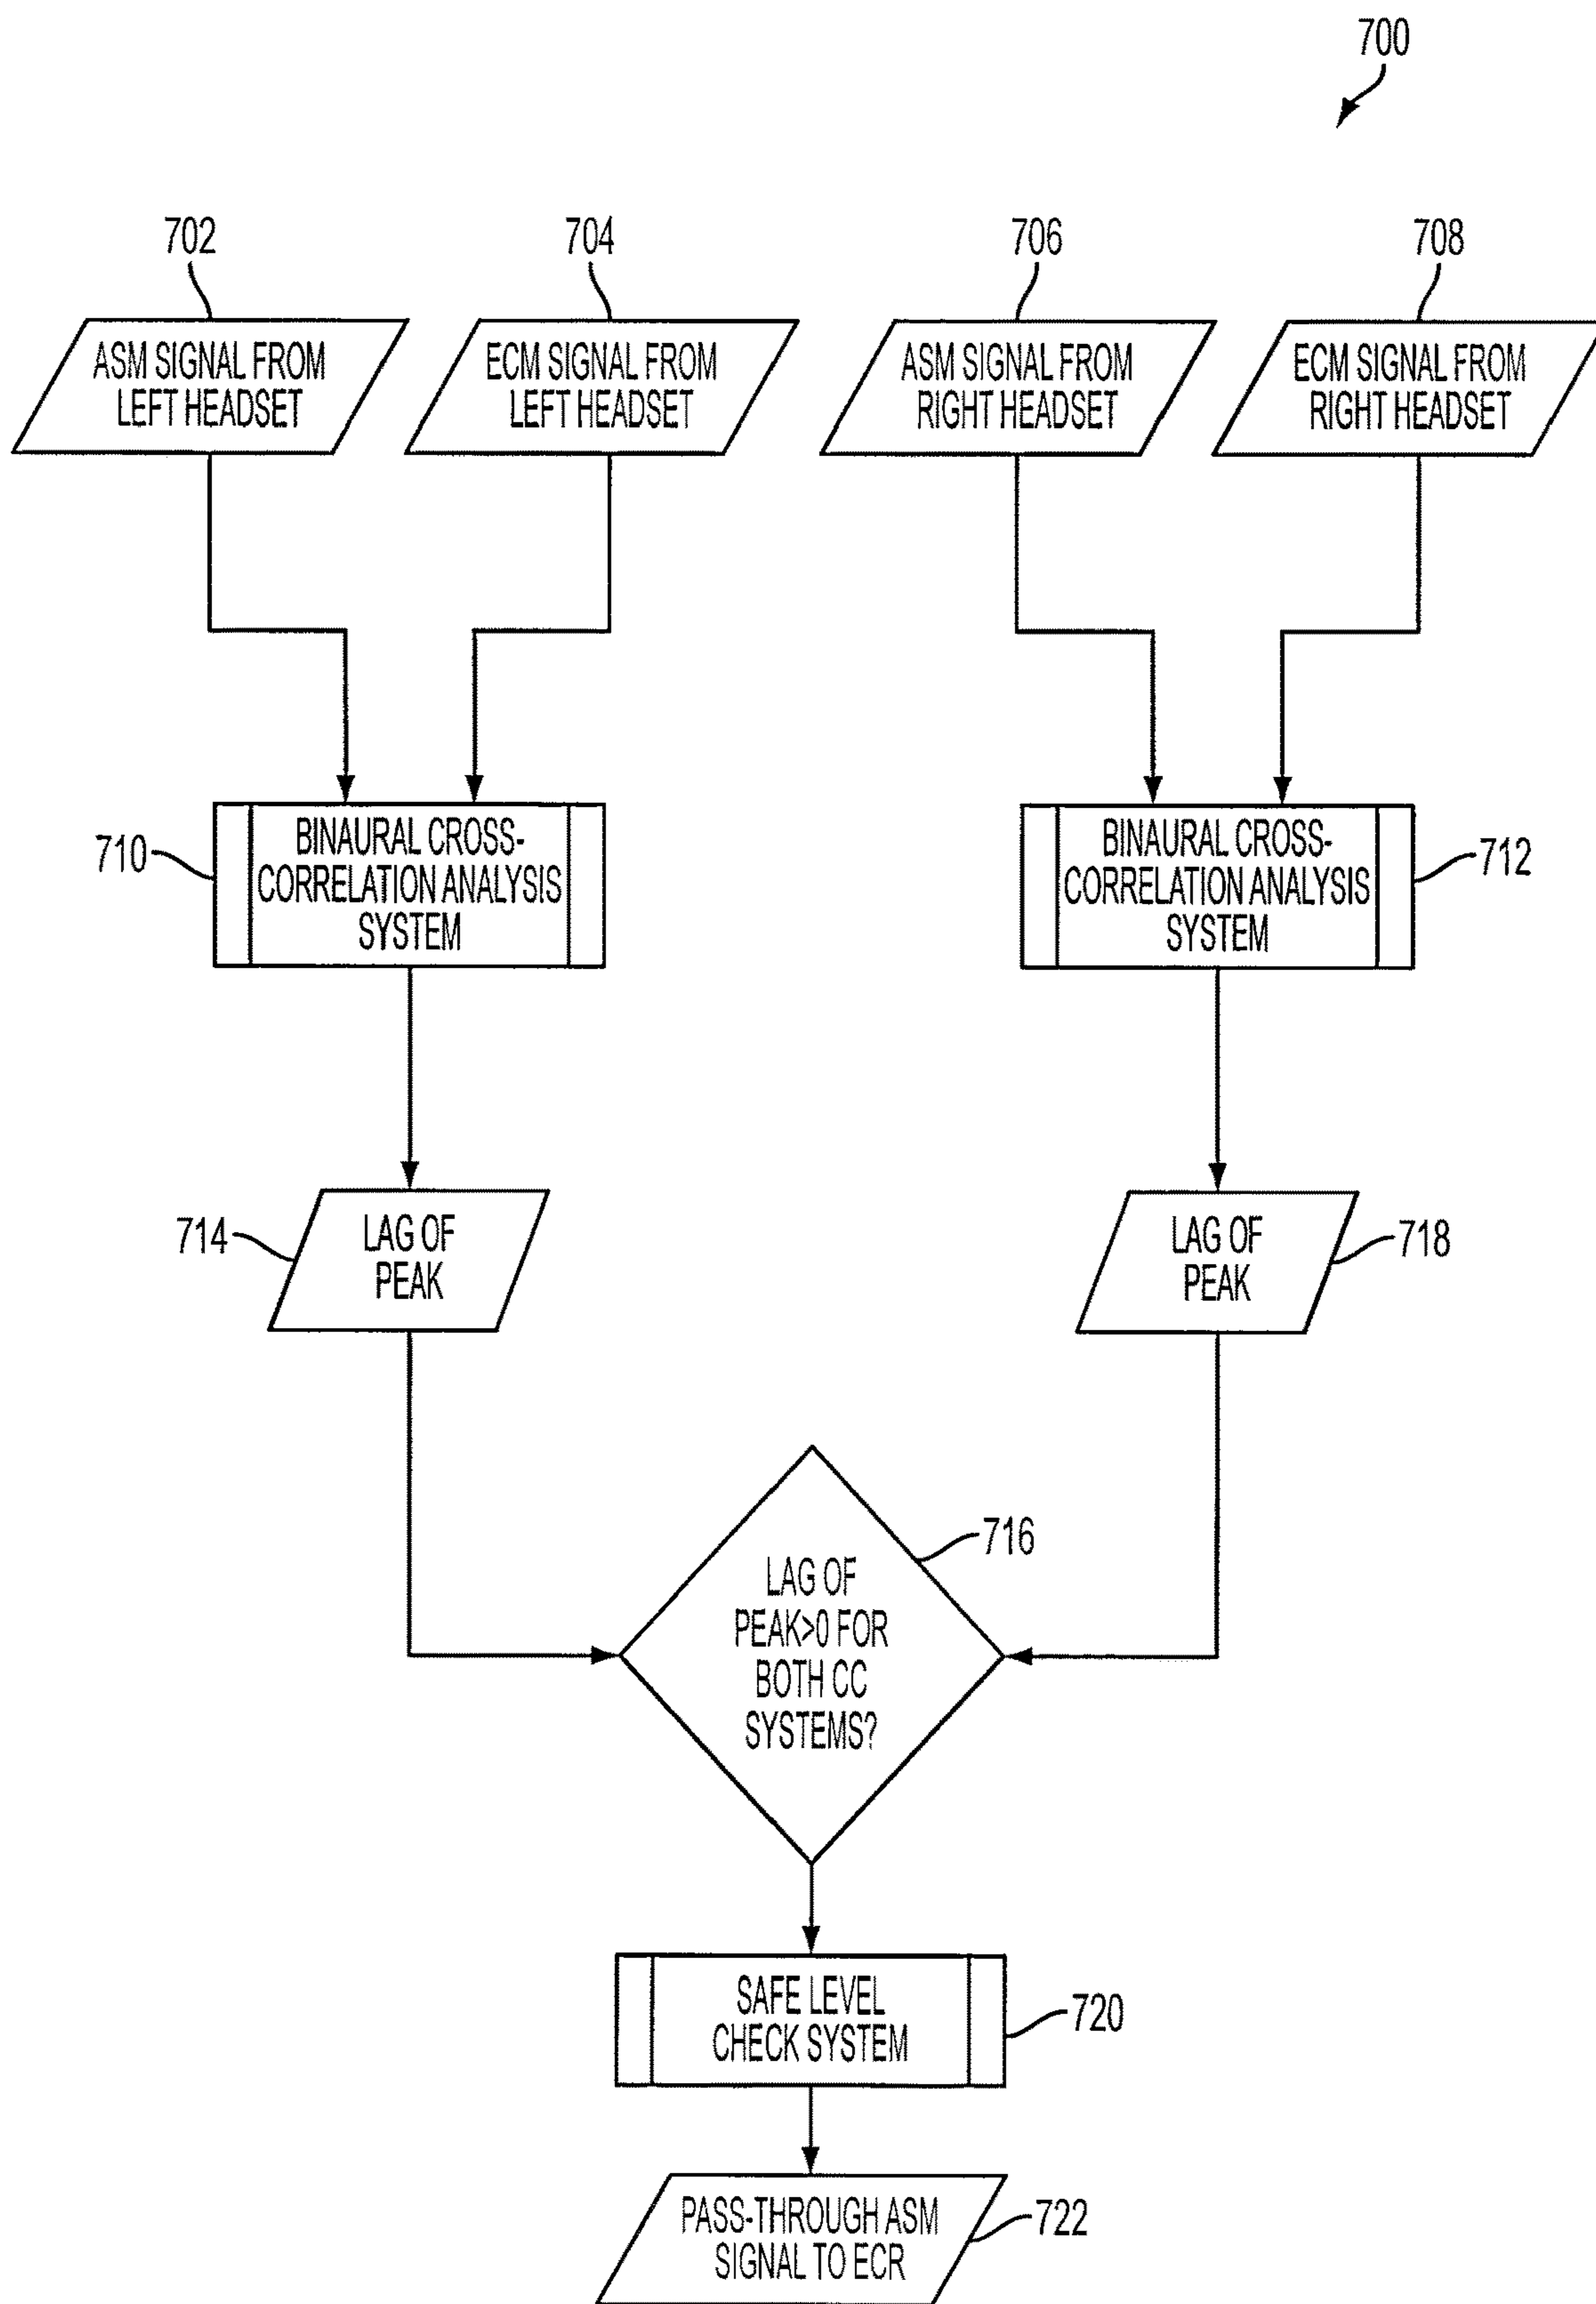 700
702
704
706
708
ASM SIGNAL FROM
LEFT HEADSET
ECM SIGNAL FROM
LEFT HEADSET
ASM SIGNAL FROM
RIGHT HEADSET
ECM SIGNAL FROM
RIGHT HEADSET
710
BINAURAL CROSS-
CORRELATION ANALYSIS
SYSTEM
BINAURAL CROSS-
CORRELATION ANALYSIS
SYSTEM
712
714
LAG OF
PEAK
LAG OF
PEAK
718
716
LAG OF
PEAK>0 FOR
BOTH CC
SYSTEMS?
SAFE LEVEL
CHECK SYSTEM
720
PASS-THROUGH ASM
SIGNAL TO ECR
722